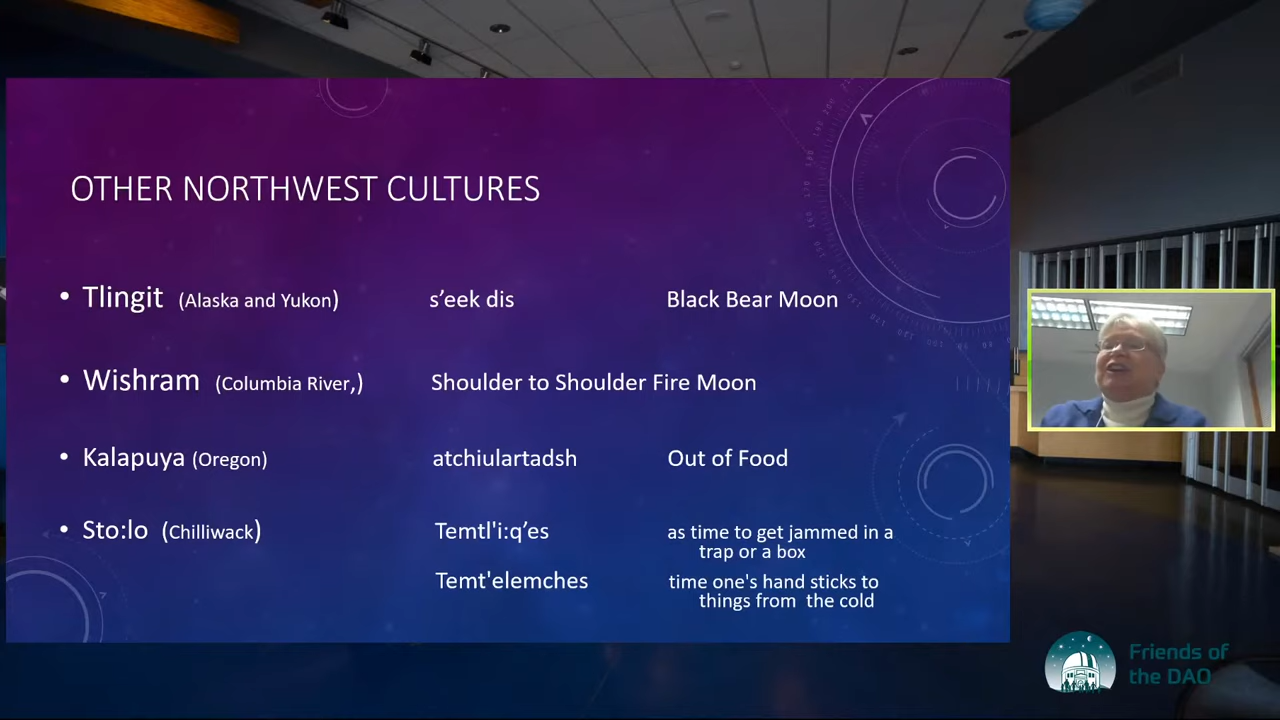 OTHER NORTHWEST CULTURES
• Tlingit (Alaska and Yukon) s’eek dis Black Bear Moon
• Wishram (Columbia River,) Shoulder to Shoulder Fire Moon
• Kalapuya (Oregon) atchiulartadsh Out of Food
• Sto:lo (Chilliwack) Temtl'i:q’es as time to get jammed in a
trap or a box
Temt'elemches time one's hand sticks to
things from the cold
Friends of
the DAO